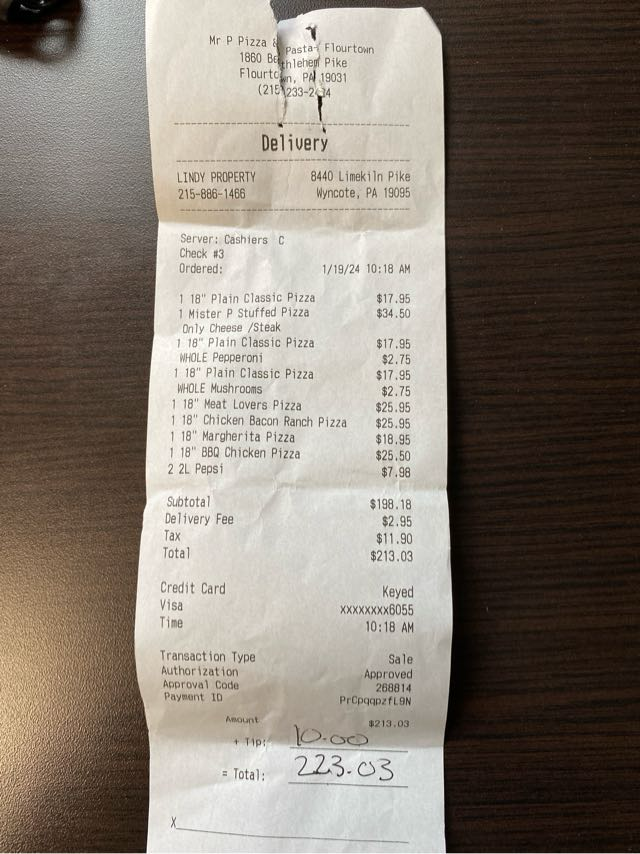 Mr P Pizza & Pasta- Flourtown
1860 Bethlehem Pike
Flourtown, PA 19031
(215 233-2 4
Delivery
LINDY PROPERTY 8440 Limekiln Pike
215-886-1466 Wyncote, PA 19095
Server: Cashiers C
Check #3
Ordered: 1/19/24 10:18 AM
1 18" Plain Classic Pizza $17.95
1 Mister P Stuffed Pizza $34.50
Only Cheese /Steak
1 18" Plain Classic Pizza $17.95
WHOLE Pepperoni $2.75
1 18" Plain Classic Pizza $17.95
WHOLE Mushrooms $2.75
1 18" Meat Lovers Pizza $25.95
1 18" Chicken Bacon Ranch Pizza $25.95
1 18" Margherita Pizza $18.95
1 18" BBQ Chicken Pizza $25.50
2 2L Pepsi $7.98
Subtotal $198.18
Delivery Fee $2.95
Tax $11.90
Total $213.03
Credit Card Keyed
Visa xxxxxxxx6055
Time 10:18 AM
Transaction Type Sale
Authorization Approved
Approval Code 268814
Payment ID PrCpqqpzfL9N
Amount $213.03
+ Tip: 10.00
= Total: 223.03
X